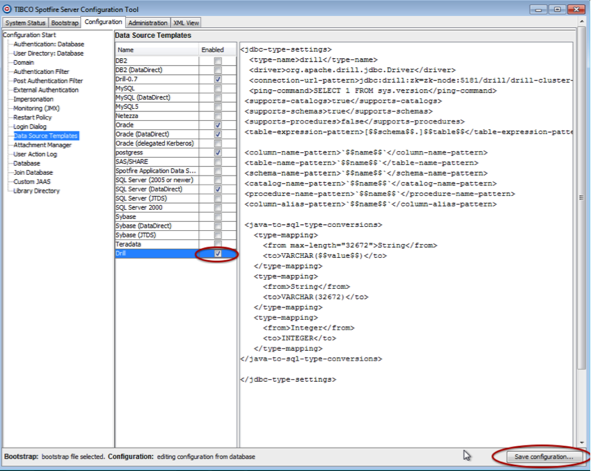 TIBCO Spotfire Server Configuration Tool
System Status Bootstrap Configuration Administration XML View
Configuration Start
Authentication: Database
User Directory: Database
Domain
Authentication Filter
Post Authentication Filter
External Authentication
Impersonation
Monitoring (JMX)
Restart Policy
Login Dialog
Data Source Templates
Attachment Manager
User Action Log
Database
Join Database
Custom JAAS
Library Directory
Data Source Templates
Name Enabled
DB2
DB2 (DataDirect)
Drill-0.7
MySQL
MySQL (DataDirect)
MySQL5
Netezza
Oracle
Oracle (DataDirect)
Oracle (delegated Kerberos)
postgress
SAS/SHARE
Spotfire Application Data S...
SQL Server (2005 or newer)
SQL Server (DataDirect)
SQL Server (JTDS)
SQL Server 2000
Sybase
Sybase (DataDirect)
Sybase (JTDS)
Teradata
Drill
<jdbc-type-settings>
<type-name>drill</type-name>
<driver>org.apache.drill.jdbc.Driver</driver>
<connection-url-pattern>jdbc:drill:zk=zk-node:5181/drill/drill-cluster-
<ping-command>SELECT 1 FROM sys.version</ping-command>
<supports-catalogs>true</supports-catalogs>
<supports-schemas>true</supports-schemas>
<supports-procedures>false</supports-procedures>
<table-expression-pattern>[$$schema$$.]$$table$$</table-expression-patte
<column-name-pattern>`$$name$$`</column-name-pattern>
<table-name-pattern>`$$name$$`</table-name-pattern>
<schema-name-pattern>`$$name$$`</schema-name-pattern>
<catalog-name-pattern>`$$name$$`</catalog-name-pattern>
<procedure-name-pattern>`$$name$$`</procedure-name-pattern>
<column-alias-pattern>`$$name$$`</column-alias-pattern>
<java-to-sql-type-conversions>
<type-mapping>
<from max-length="32672">String</from>
<to>VARCHAR($$value$$)</to>
</type-mapping>
<type-mapping>
<from>String</from>
<to>VARCHAR(32672)</to>
</type-mapping>
<type-mapping>
<from>Integer</from>
<to>INTEGER</to>
</type-mapping>
</java-to-sql-type-conversions>
</jdbc-type-settings>
Bootstrap: bootstrap file selected. Configuration: editing configuration from database
Save configuration...